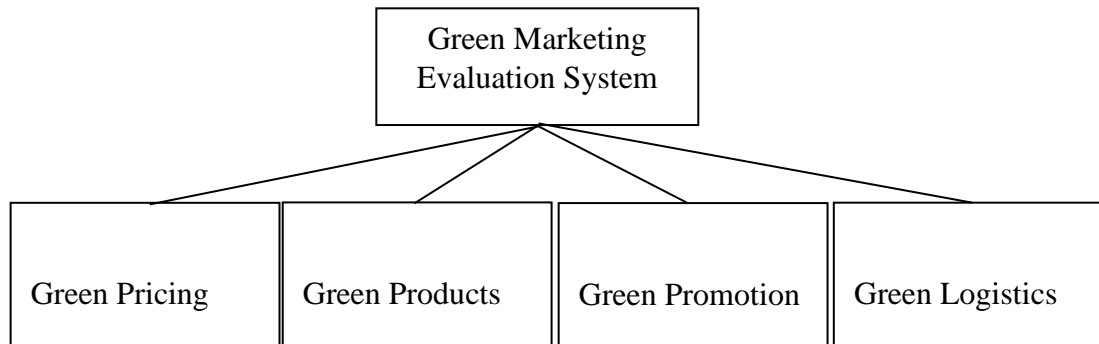 Green Marketing
Evaluation System
Green Pricing
Green Products
Green Promotion
Green Logistics